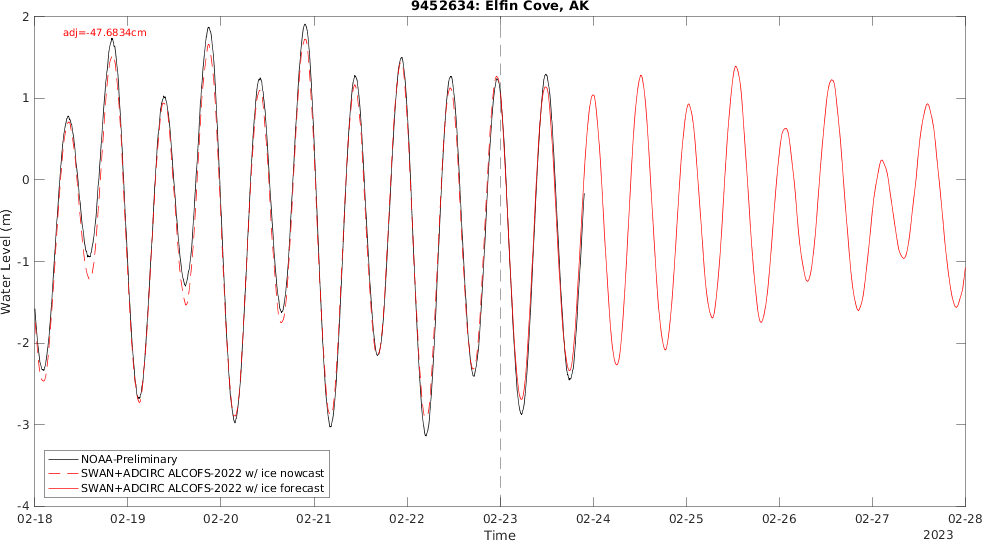 9452634: Elfin Cove, AK
adj=-47.6834cm
2
1
0
-1
-2
-3
-4
Water Level (m)
NOAA-Preliminary
SWAN+ADCIRC ALCOFS-2022 w/ ice nowcast
SWAN+ADCIRC ALCOFS-2022 w/ ice forecast
02-18 02-19 02-20 02-21 02-22 02-23 02-24 02-25 02-26 02-27 02-28
Time
2023